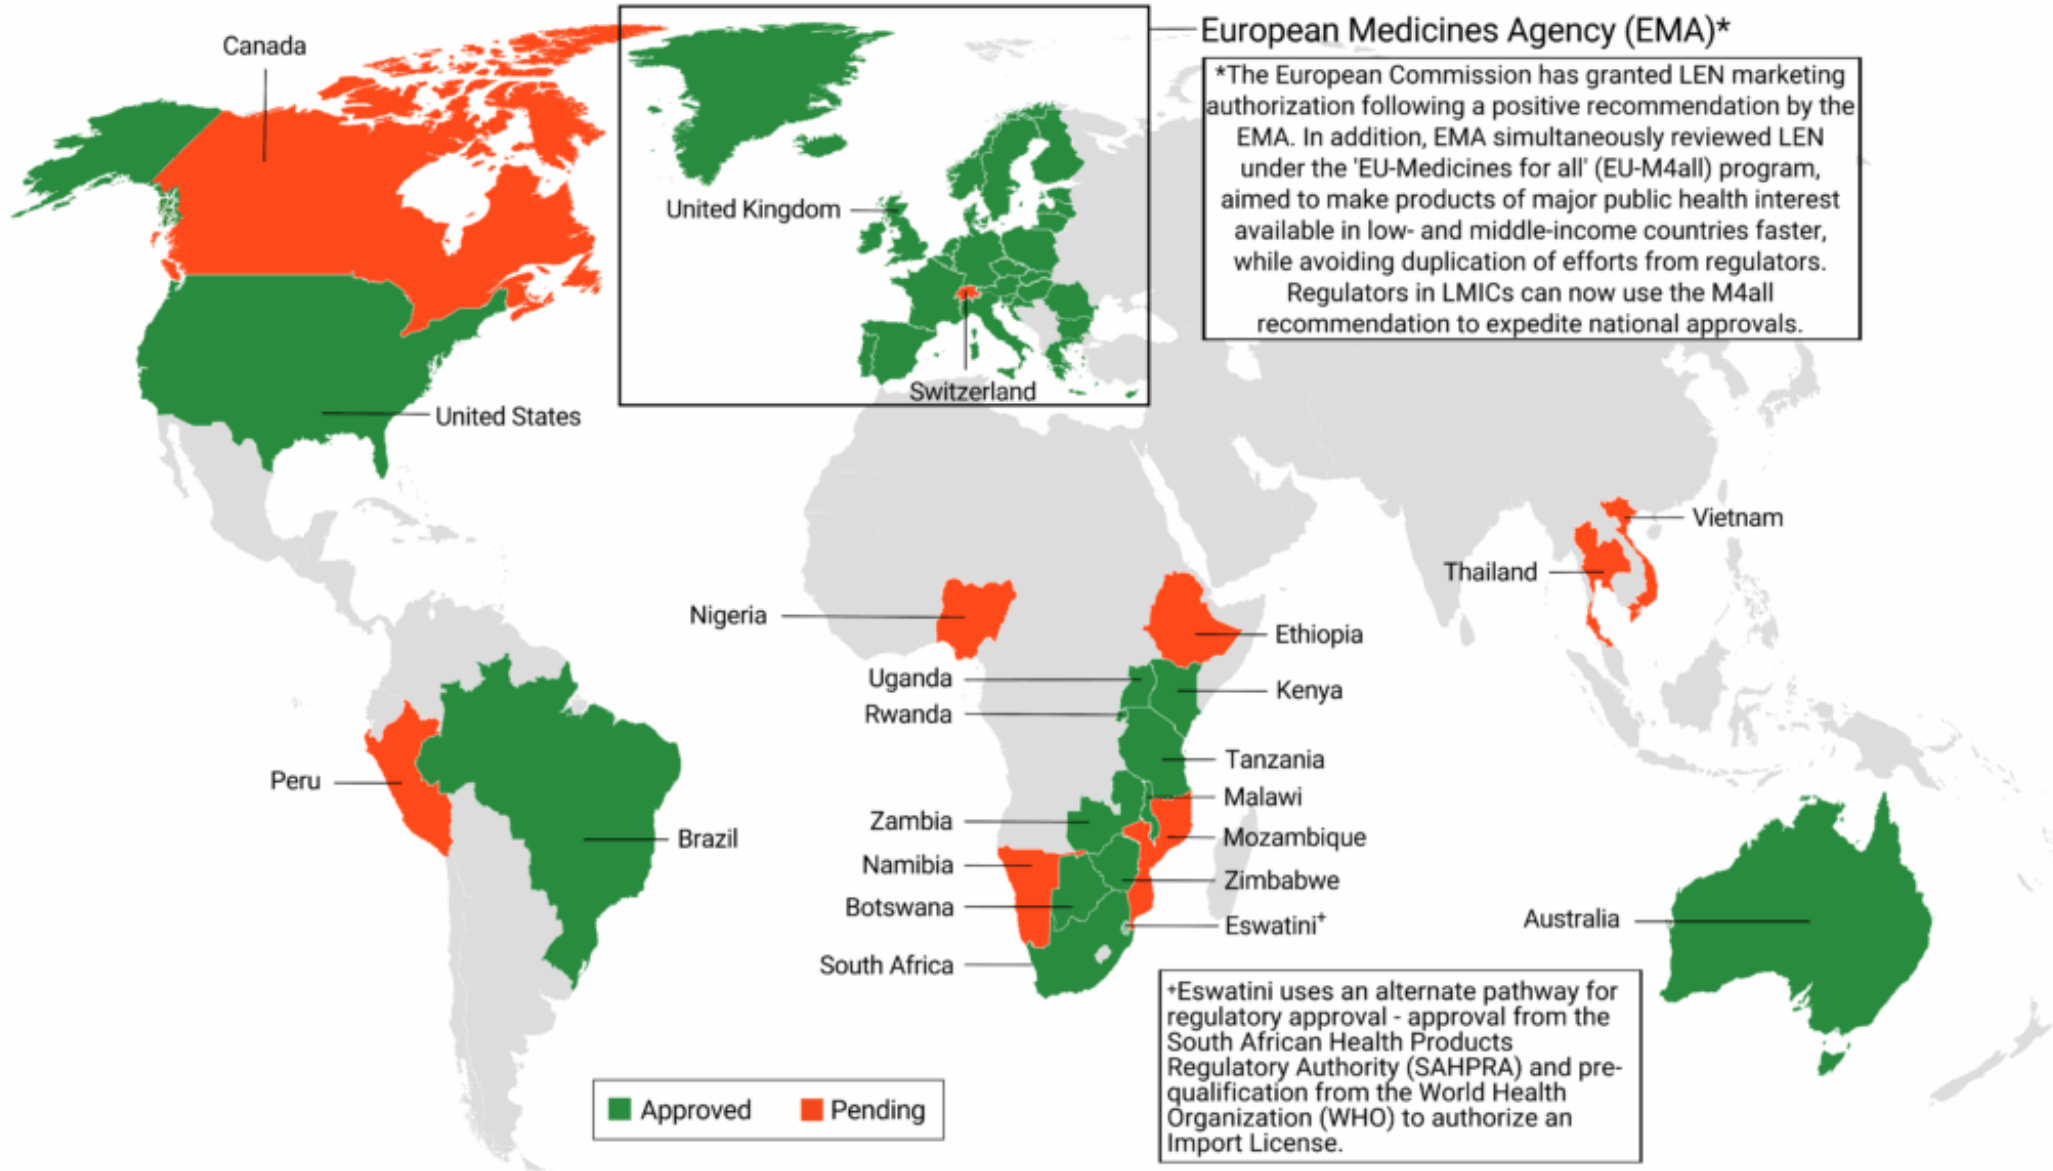 European Medicines Agency (EMA)*
*The European Commission has granted LEN marketing
authorization following a positive recommendation by the
EMA. In addition, EMA simultaneously reviewed LEN
under the 'EU-Medicines for all' (EU-M4all) program,
aimed to make products of major public health interest
available in low- and middle-income countries faster,
while avoiding duplication of efforts from regulators.
Regulators in LMICs can now use the M4all
recommendation to expedite national approvals.
Canada
United Kingdom
Switzerland
United States
Vietnam
Thailand
Nigeria
Ethiopia
Uganda
Kenya
Rwanda
Tanzania
Peru
Malawi
Zambia
Brazil
Mozambique
Namibia
Zimbabwe
Botswana
Eswatini+
Australia
South Africa
+Eswatini uses an alternate pathway for
regulatory approval - approval from the
South African Health Products
Regulatory Authority (SAHPRA) and pre-
qualification from the World Health
Organization (WHO) to authorize an
Import License.
Approved
Pending